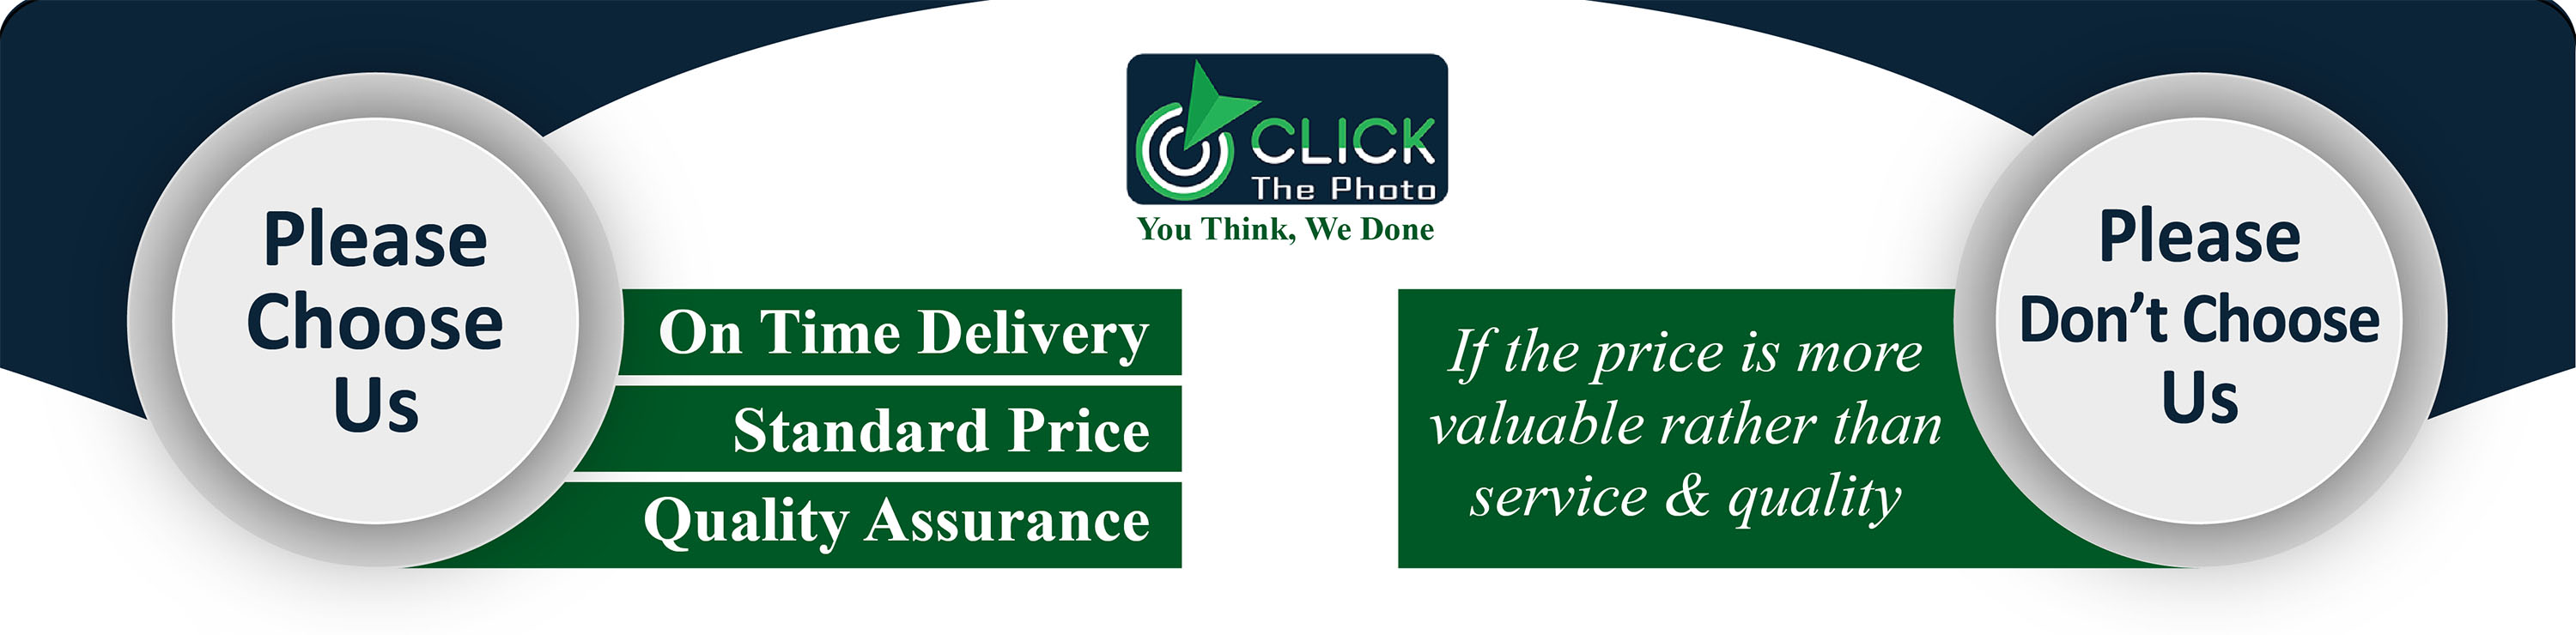 CLICK
The Photo
You Think, We Done
Please
Choose
Us
On Time Delivery
Standard Price
Quality Assurance
If the price is more
valuable rather than
service & quality
Please
Don’t Choose
Us